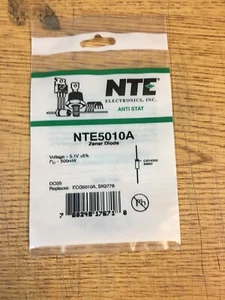 NTE
ELECTRONICS, INC.
ANTI STAT
NTE5010A
Zener Diode
Voltage - 5.1V ±5%
PD - 500mW
CATHODE
BAND
DO35
Replaces: ECG5010A,
Pb